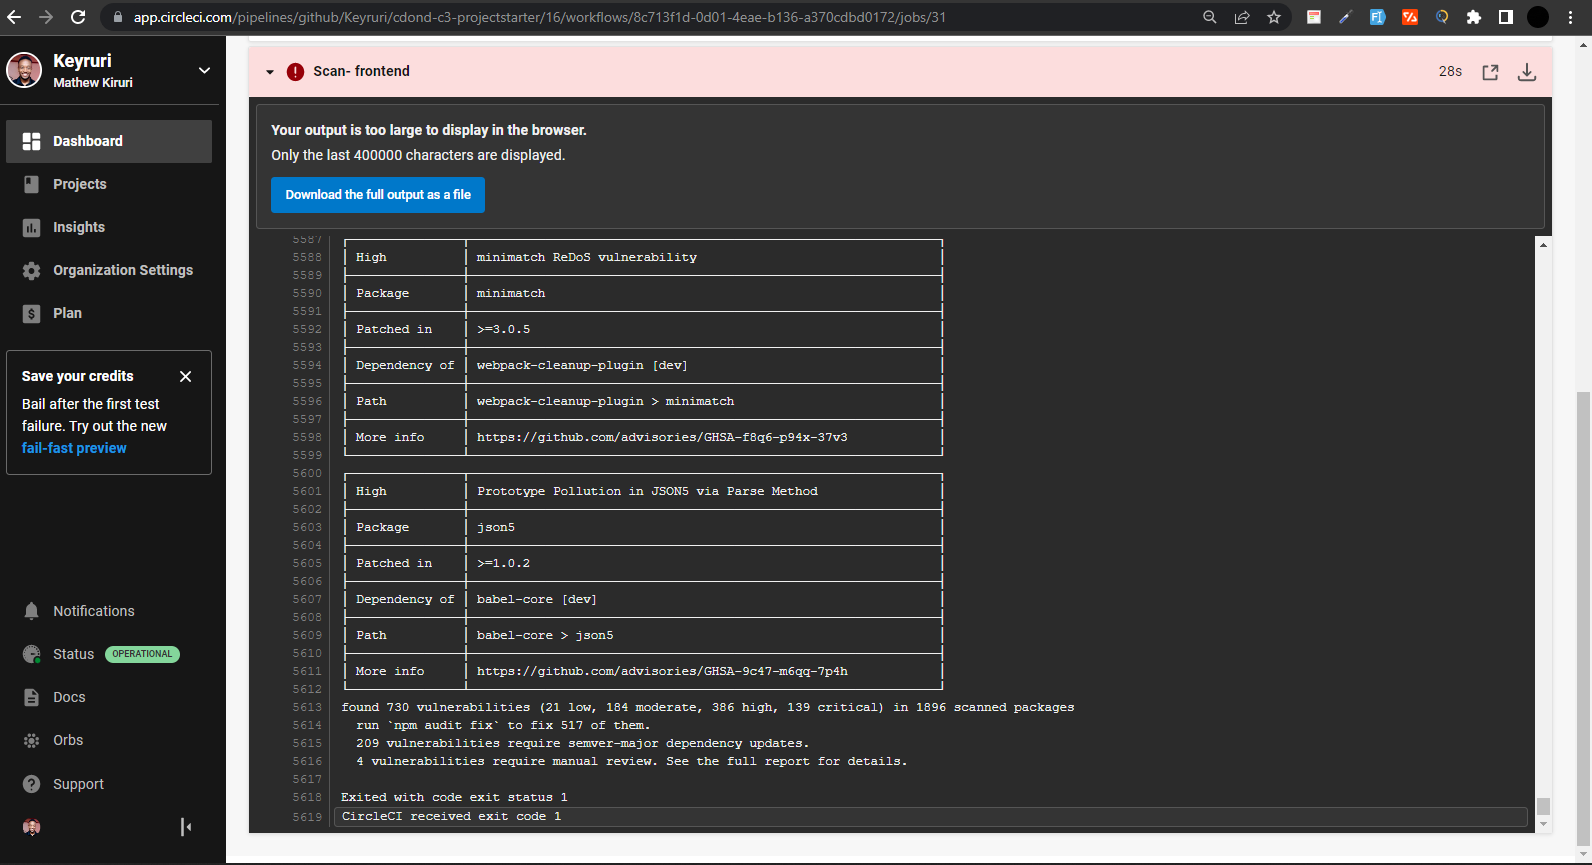 app.circleci.com/pipelines/github/Keyruri/cdond-c3-projectstarter/16/workflows/8c713f1d-0d01-4eae-b136-a370cdbd0172/jobs/31
Keyruri
Mathew Kiruri
Dashboard
Projects
Insights
Organization Settings
$ Plan
Save your credits
Bail after the first test
failure. Try out the new
fail-fast preview
Notifications
Status OPERATIONAL
Docs
Orbs
? Support
! Scan- frontend 28s
Your output is too large to display in the browser.
Only the last 400000 characters are displayed.
Download the full output as a file
5587
5588 High minimatch ReDoS vulnerability
5589
5590 Package minimatch
5591
5592 Patched in >=3.0.5
5593
5594 Dependency of webpack-cleanup-plugin [dev]
5595
5596 Path webpack-cleanup-plugin > minimatch
5597
5598 More info https://github.com/advisories/GHSA-f8q6-p94x-37v3
5599
5600
5601 High Prototype Pollution in JSON5 via Parse Method
5602
5603 Package json5
5604
5605 Patched in >=1.0.2
5606
5607 Dependency of babel-core [dev]
5608
5609 Path babel-core > json5
5610
5611 More info https://github.com/advisories/GHSA-9c47-m6qq-7p4h
5612
5613 found 730 vulnerabilities (21 low, 184 moderate, 386 high, 139 critical) in 1896 scanned packages
5614 run `npm audit fix` to fix 517 of them.
5615 209 vulnerabilities require semver-major dependency updates.
5616 4 vulnerabilities require manual review. See the full report for details.
5617
5618 Exited with code exit status 1
5619 CircleCI received exit code 1